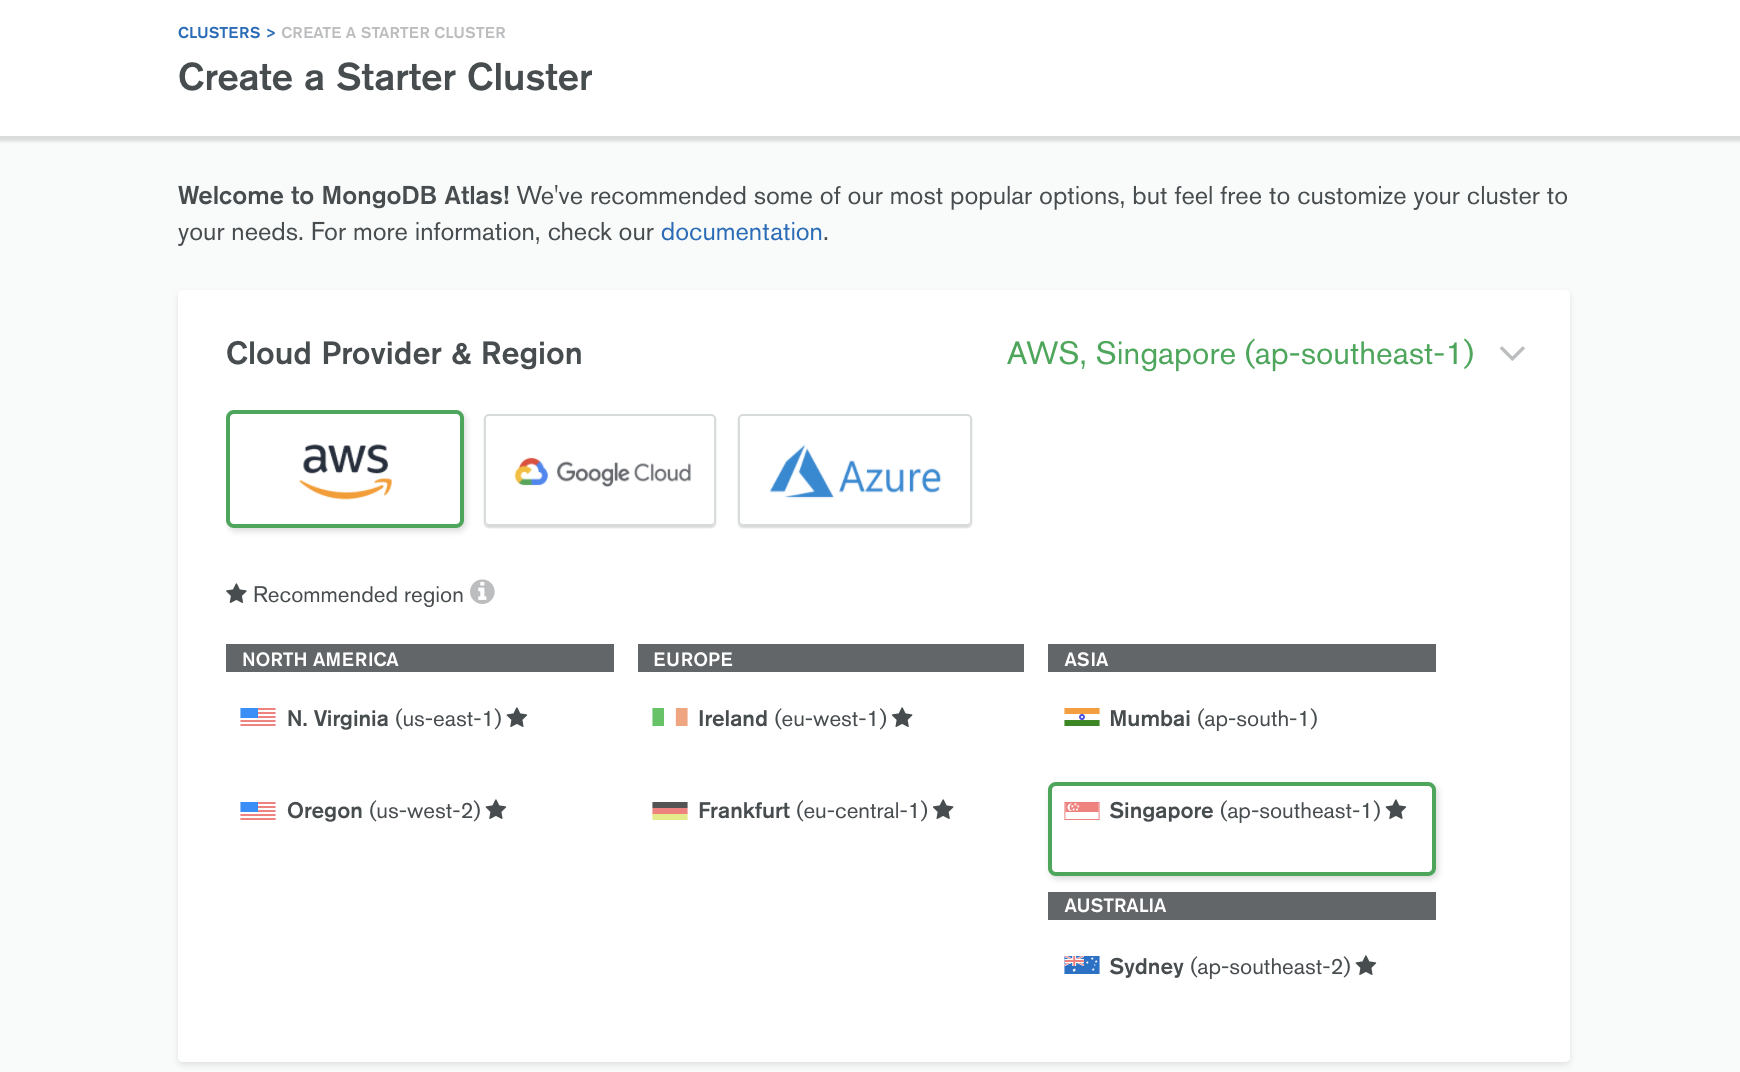 CLUSTERS > CREATE A STARTER CLUSTER
Create a Starter Cluster
Welcome to MongoDB Atlas! We've recommended some of our most popular options, but feel free to customize your cluster to
your needs. For more information, check our documentation.
Cloud Provider & Region
AWS, Singapore (ap-southeast-1)
aws
Google Cloud
Azure
★ Recommended region
NORTH AMERICA
N. Virginia (us-east-1) ★
Oregon (us-west-2) ★
EUROPE
Ireland (eu-west-1) ★
Frankfurt (eu-central-1) ★
ASIA
Mumbai (ap-south-1)
Singapore (ap-southeast-1) ★
AUSTRALIA
Sydney (ap-southeast-2) ★